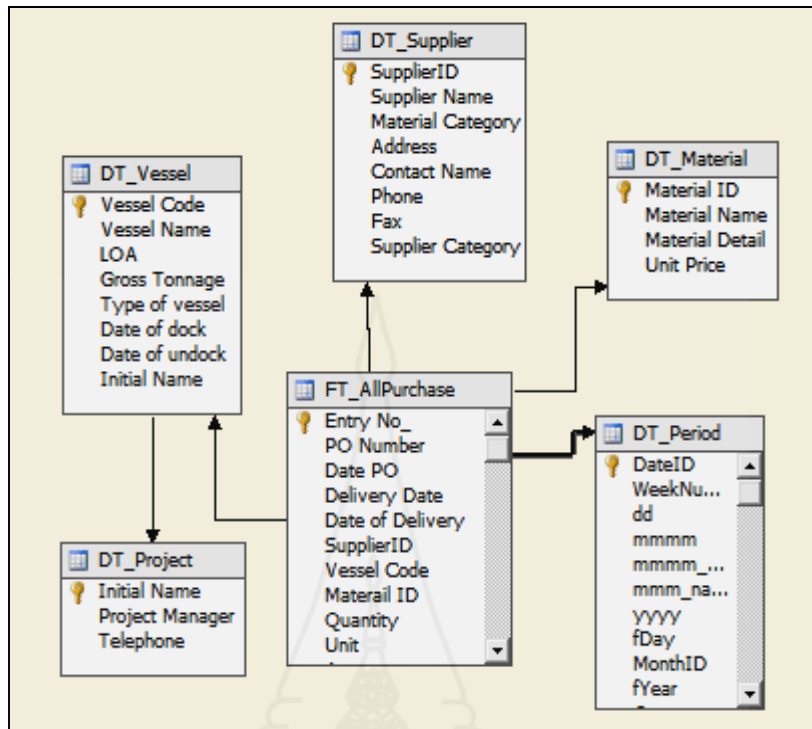 DT_Supplier
SupplierID
Supplier Name
Material Category
Address
Contact Name
Phone
Fax
Supplier Category
DT_Material
Material ID
Material Name
Material Detail
Unit Price
DT_Vessel
Vessel Code
Vessel Name
LOA
Gross Tonnage
Type of vessel
Date of dock
Date of undock
Initial Name
FT_AllPurchase
Entry No_
PO Number
Date PO
Delivery Date
Date of Delivery
SupplierID
Vessel Code
Materail ID
Quantity
Unit
DT_Period
DateID
WeekNu...
dd
mmmm
mmmm_...
mmm_na...
yyyy
fDay
MonthID
fYear
DT_Project
Initial Name
Project Manager
Telephone